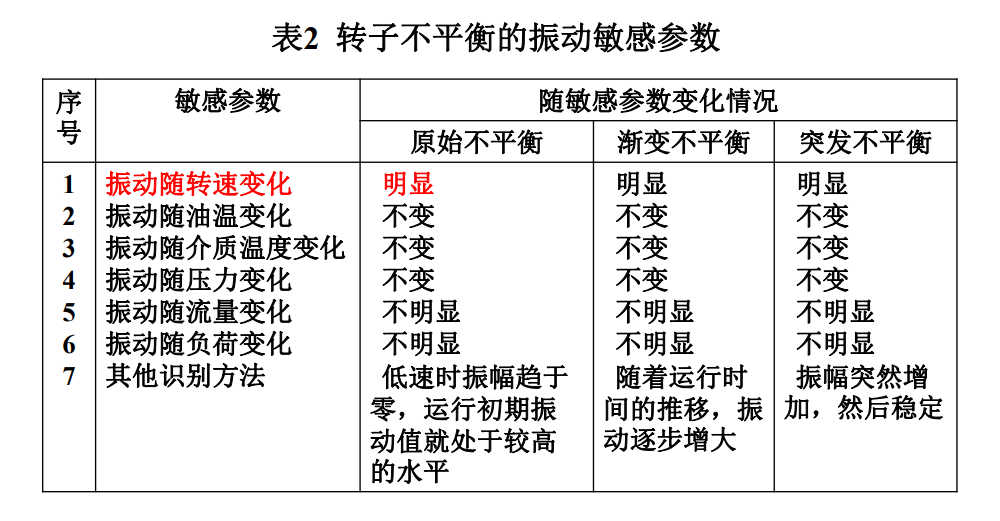 表2 转子不平衡的振动敏感参数
序号 敏感参数 随敏感参数变化情况
原始不平衡 渐变不平衡 突发不平衡
1 振动随转速变化 明显 明显 明显
2 振动随油温变化 不变 不变 不变
3 振动随介质温度变化 不变 不变 不变
4 振动随压力变化 不变 不变 不变
5 振动随流量变化 不明显 不明显 不明显
6 振动随负荷变化 不明显 不明显 不明显
7 其他识别方法 低速时振幅趋于 随着运行时 振幅突然增
零，运行初期振 间的推移，振 加，然后稳定
动值就处于较高 动逐步增大
的水平